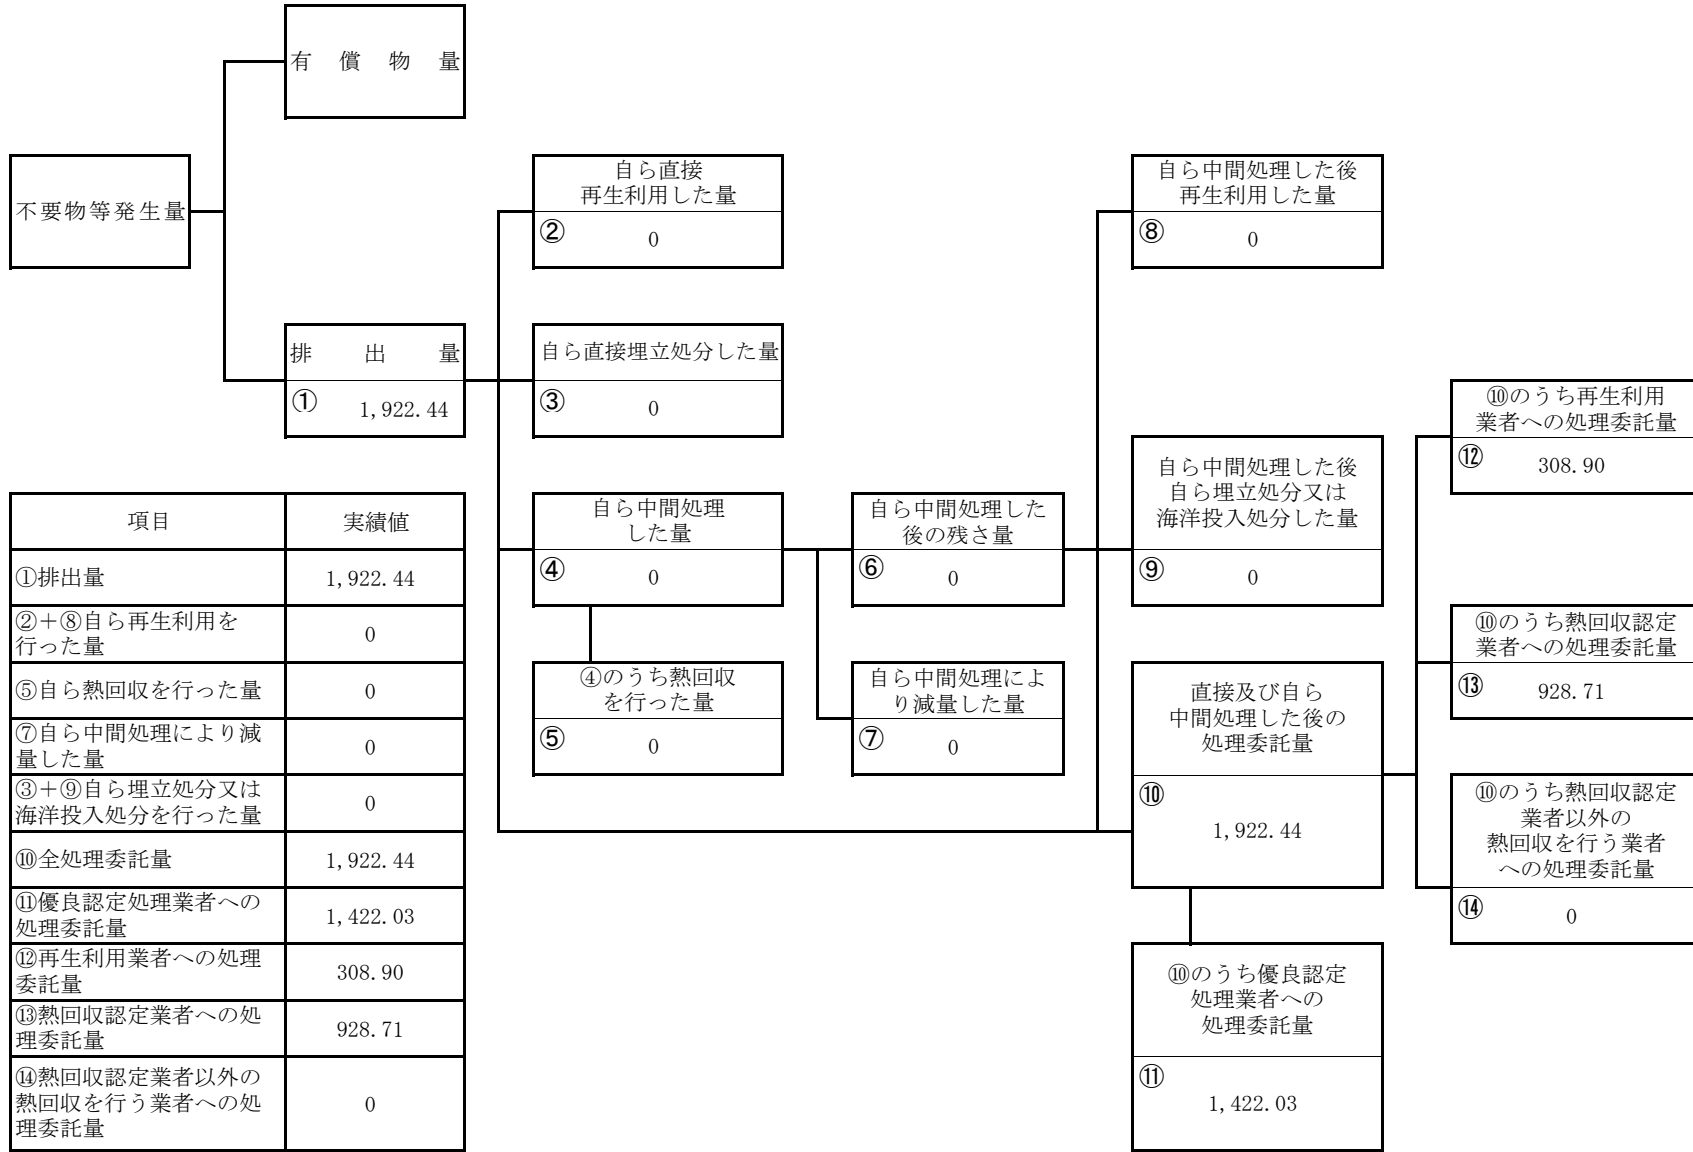 有償物量
不要物等発生量
排出量
① 1,922.44
自ら直接
再生利用した量
② 0
自ら直接埋立処分した量
③ 0
自ら中間処理
した量
④ 0
④のうち熱回収
を行った量
⑤ 0
自ら中間処理した
後の残さ量
⑥ 0
自ら中間処理によ
り減量した量
⑦ 0
自ら中間処理した後
再生利用した量
⑧ 0
自ら中間処理した後
自ら埋立処分又は
海洋投入処分した量
⑨ 0
直接及び自ら
中間処理した後の
処理委託量
⑩
1,922.44
⑩のうち優良認定
処理業者への
処理委託量
⑪
1,422.03
⑩のうち再生利用
業者への処理委託量
⑫ 308.90
⑩のうち熱回収認定
業者への処理委託量
⑬ 928.71
⑩のうち熱回収認定
業者以外の
熱回収を行う業者
への処理委託量
⑭ 0
項目 実績値
①排出量 1,922.44
②＋⑧自ら再生利用を
行った量 0
⑤自ら熱回収を行った量 0
⑦自ら中間処理により減
量した量 0
③＋⑨自ら埋立処分又は
海洋投入処分を行った量 0
⑩全処理委託量 1,922.44
⑪優良認定処理業者への
処理委託量 1,422.03
⑫再生利用業者への処理
委託量 308.90
⑬熱回収認定業者への処
理委託量 928.71
⑭熱回収認定業者以外の
熱回収を行う業者への処
理委託量 0